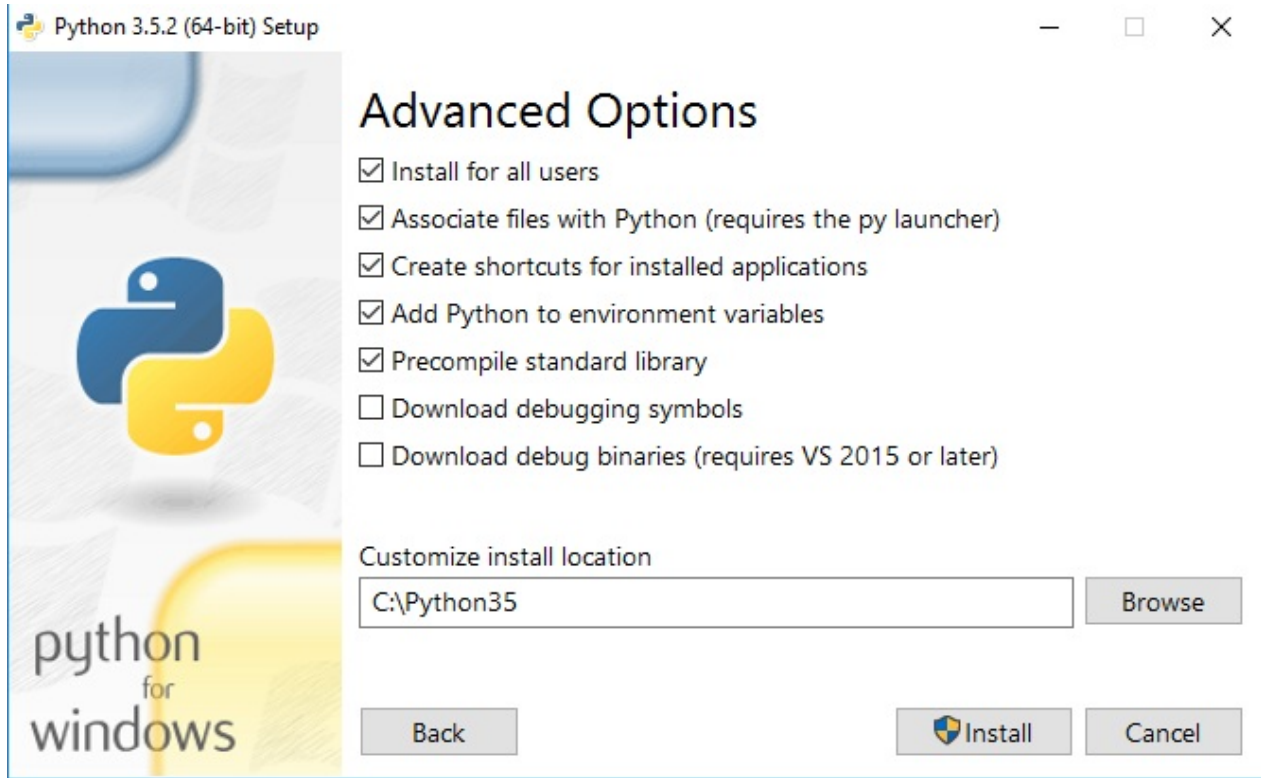 Python 3.5.2 (64-bit) Setup
Advanced Options
Install for all users
Associate files with Python (requires the py launcher)
Create shortcuts for installed applications
Add Python to environment variables
Precompile standard library
Download debugging symbols
Download debug binaries (requires VS 2015 or later)
Customize install location
C:\Python35
Browse
python
for
windows
Back
Install
Cancel